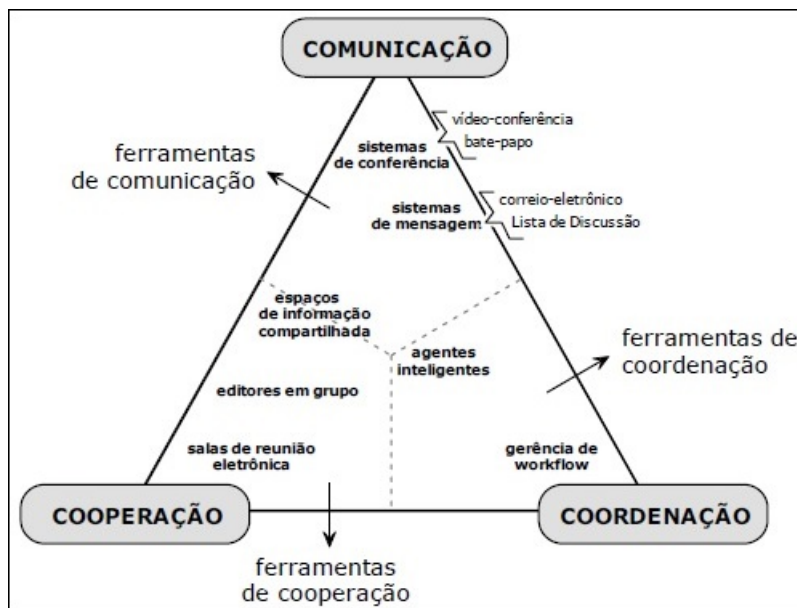 COMUNICAÇÃO
vídeo-conferência
bate-papo
ferramentas
de comunicação
sistemas
de conferência
sistemas
de mensagem
correio-eletrônico
Lista de Discussão
espaços
de informação
compartilhada
agentes
inteligentes
ferramentas de
coordenação
editores em grupo
salas de reunião
eletrônica
gerência de
workflow
COOPERAÇÃO
COORDENAÇÃO
ferramentas
de cooperação